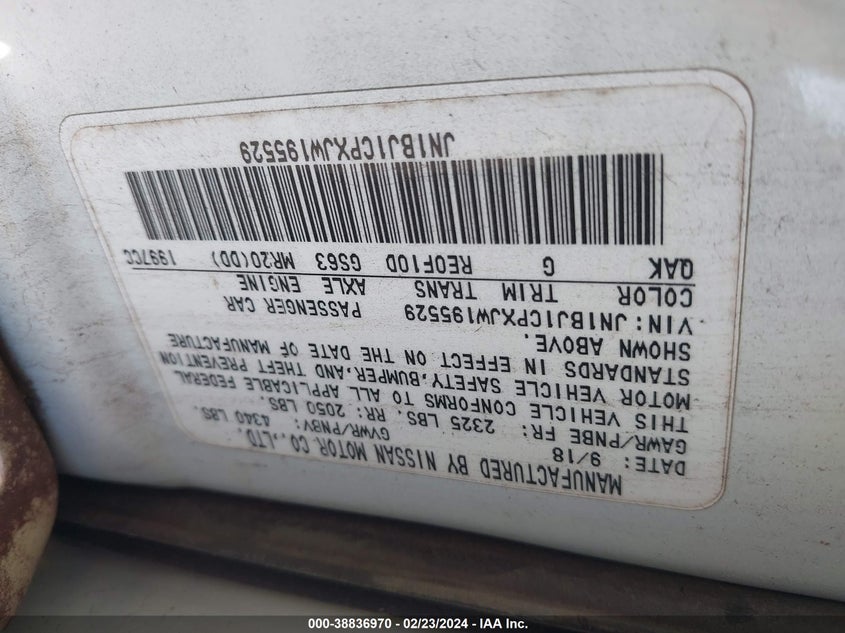 MANUFACTURED BY NISSAN MOTOR CO.,LTD.
DATE: 9/18 GVWR/PNBV: 4340 LBS.
GAWR/PNBE FR: 2325 LBS. RR: 2050 LBS.
THIS VEHICLE CONFORMS TO ALL APPLICABLE FEDERAL
MOTOR VEHICLE SAFETY,BUMPER,AND THEFT PREVENTION
STANDARDS IN EFFECT ON THE DATE OF MANUFACTURE
SHOWN ABOVE.
VIN:JN1BJ1CPXJW195529 PASSENGER CAR
COLOR TRIM TRANS AXLE ENGINE
QAK G RE0F10D GS63 MR20(DD) 1997CC
JN1BJ1CPXJW195529
000-38836970 - 02/23/2024 - IAA Inc.